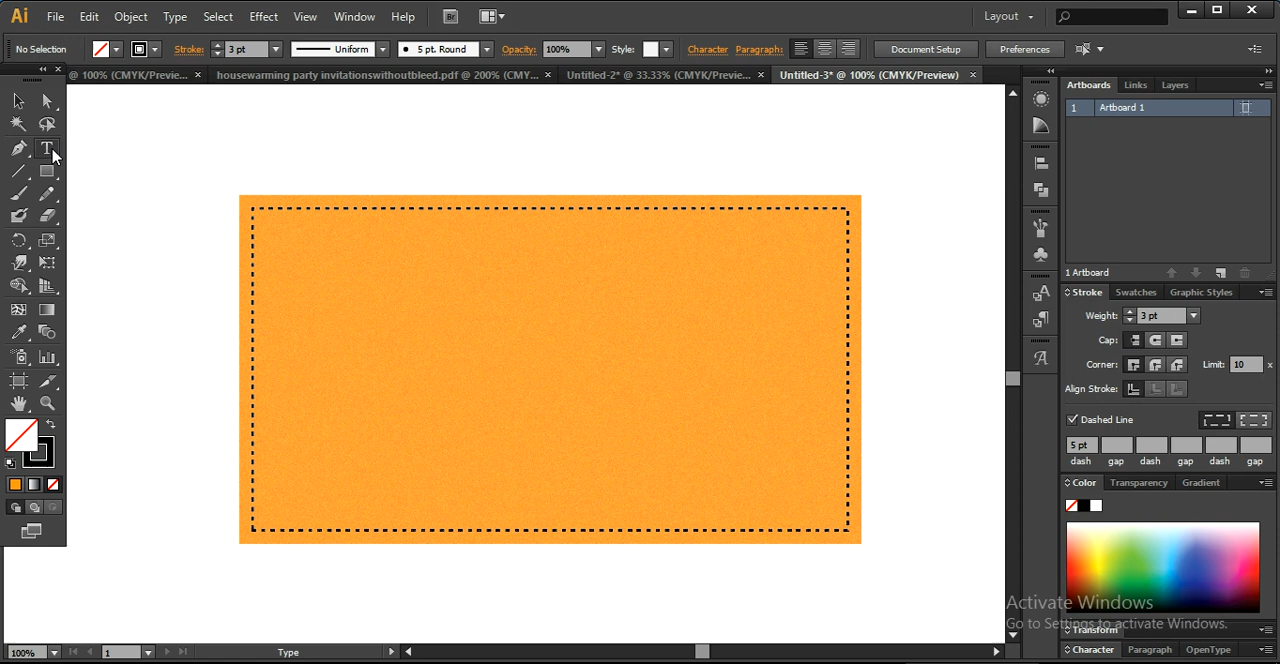 Ai File Edit Object Type Select Effect View Window Help Br Layout
No Selection Stroke: 3 pt Uniform 5 pt. Round Opacity: 100% Style: Character Paragraph: Document Setup Preferences
@ 100% (CMYK/Previe... × housewarming party invitationswithoutbleed.pdf @ 200% (CMY... × Untitled-2* @ 33.33% (CMYK/Previe... × Untitled-3* @ 100% (CMYK/Preview) ×
Artboards Links Layers
1 Artboard 1
1 Artboard
Stroke Swatches Graphic Styles
Weight: 3 pt
Cap:
Corner: Limit: 10 x
Align Stroke:
Dashed Line
5 pt
dash gap dash gap dash gap
Color Transparency Gradient
Activate Windows
Go to Settings to activate Windows.
Transform
Character Paragraph OpenType
100% 1 Type